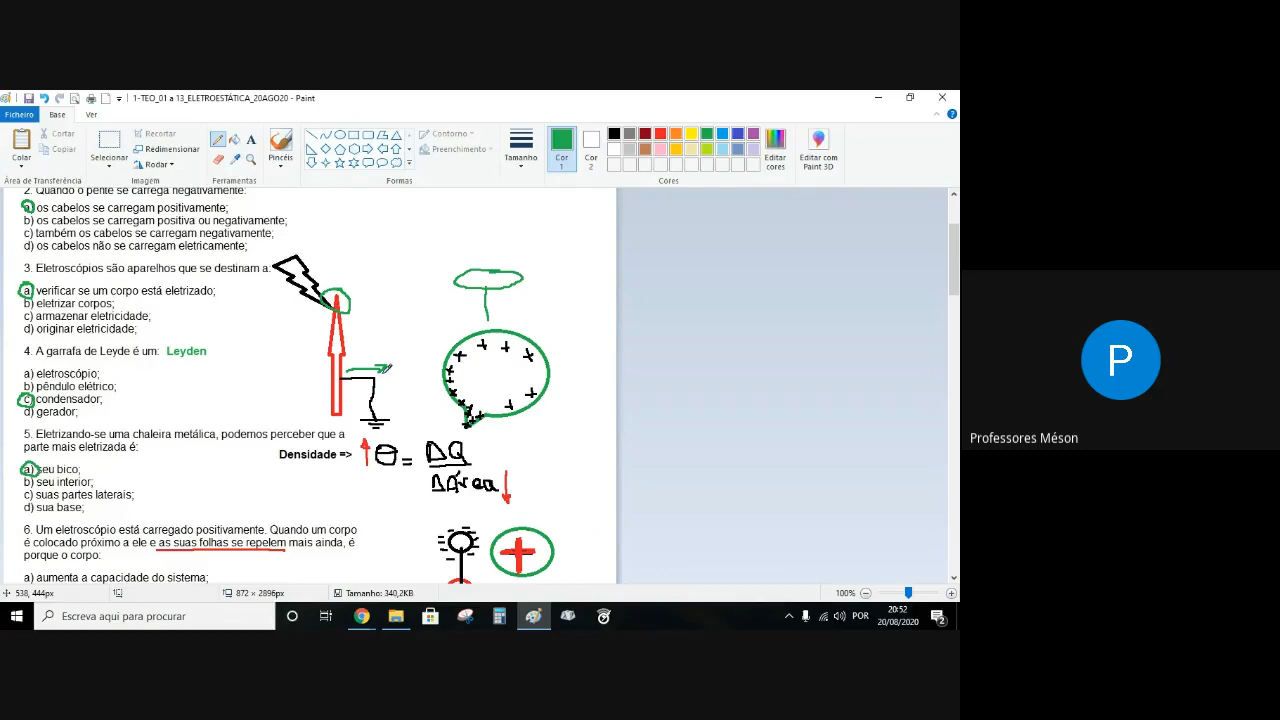 1-TEO_01 a 13_ELETROESTÁTICA_20AGO20 - Paint
Ficheiro Base Ver
Colar
Cortar
Copiar
Área de Transferência
Selecionar
Recortar
Redimensionar
Rodar
Imagem
A
Ferramentas
Pincéis
Contorno
Preenchimento
Formas
Tamanho
Cor 1
Cor 2
Editar cores
Cores
Editar com Paint 3D
2. Quando o pente se carrega negativamente:
a) os cabelos se carregam positivamente;
b) os cabelos se carregam positiva ou negativamente;
c) também os cabelos se carregam negativamente;
d) os cabelos não se carregam eletricamente;
3. Eletroscópios são aparelhos que se destinam a:
a) verificar se um corpo está eletrizado;
b) eletrizar corpos;
c) armazenar eletricidade;
d) originar eletricidade;
4. A garrafa de Leyde é um: Leyden
a) eletroscópio;
b) pêndulo elétrico;
c) condensador;
d) gerador;
5. Eletrizando-se uma chaleira metálica, podemos perceber que a
parte mais eletrizada é:
a) seu bico;
b) seu interior;
c) suas partes laterais;
d) sua base;
Densidade => ↑ Θ = ΔQ
ΔÁrea ↓
6. Um eletroscópio está carregado positivamente. Quando um corpo
é colocado próximo a ele e as suas folhas se repelem mais ainda, é
porque o corpo:
a) aumenta a capacidade do sistema;
+
538, 444px
872 × 2896px
Tamanho: 340,2KB
100%
Escreve aqui para procurar
POR
20:52
20/08/2020
2
P
Professores Méson